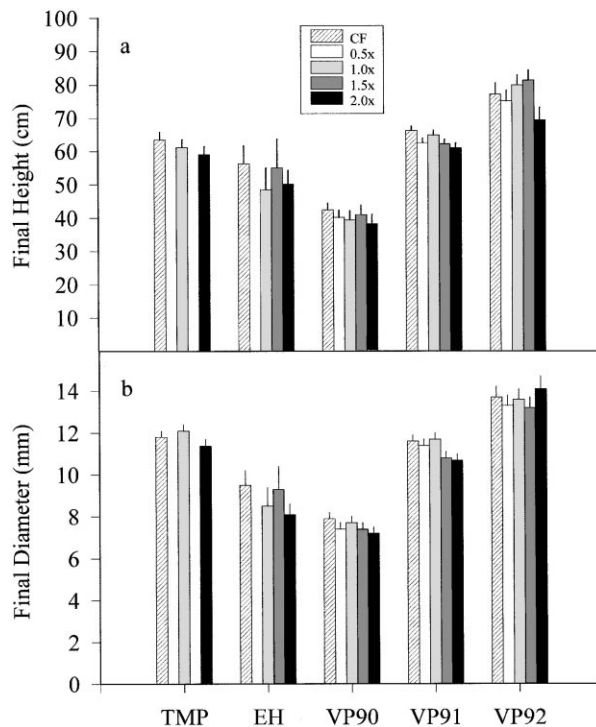 a
CF
0.5x
1.0x
1.5x
2.0x
Final Height (cm)
100
90
80
70
60
50
40
30
20
10
b
Final Diameter (mm)
14
12
10
8
6
4
2
0
TMP EH VP90 VP91 VP92